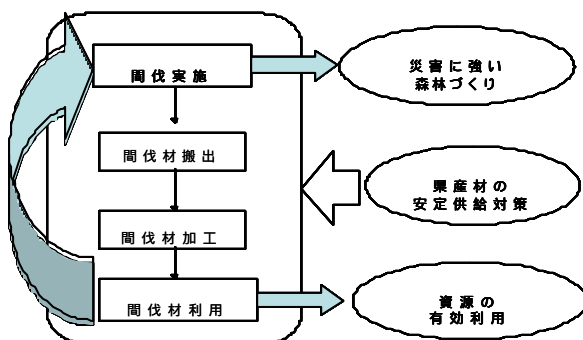 間伐実施
災害に強い
森林づくり
間伐材搬出
県産材の
安定供給対策
間伐材加工
間伐材利用
資源の
有効利用